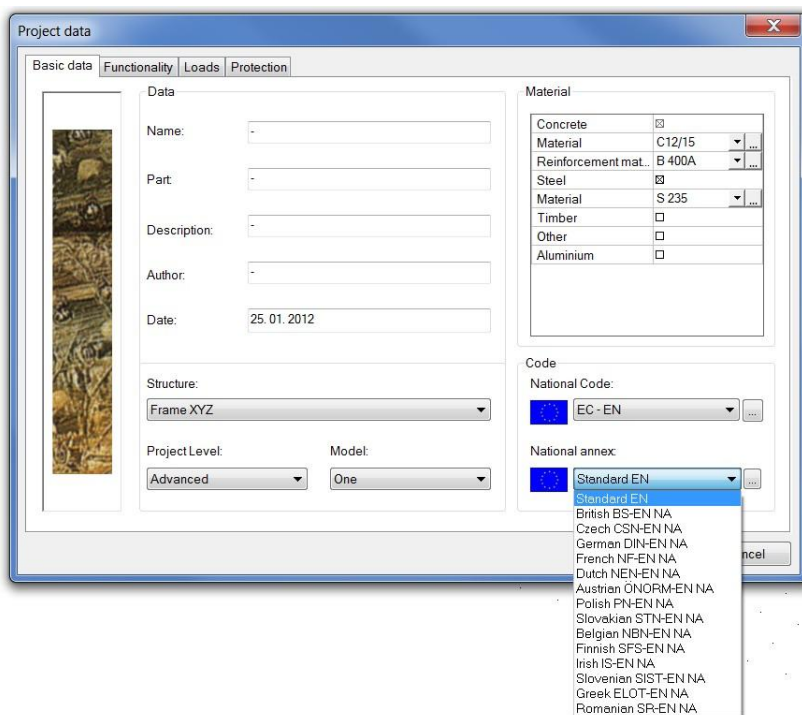 Project data
Basic data Functionality Loads Protection
Data
Name: -
Part: -
Description: -
Author: -
Date: 25. 01. 2012
Structure:
Frame XYZ
Project Level: Model:
Advanced One
Material
Concrete
Material C12/15 ...
Reinforcement mat... B 400A ...
Steel
Material S 235 ...
Timber
Other
Aluminium
Code
National Code:
EC - EN ...
National annex:
Standard EN ...
Standard EN
British BS-EN NA
Czech CSN-EN NA
German DIN-EN NA
French NF-EN NA
Dutch NEN-EN NA
Austrian ÖNORM-EN NA
Polish PN-EN NA
Slovakian STN-EN NA
Belgian NBN-EN NA
Finnish SFS-EN NA
Irish IS-EN NA
Slovenian SIST-EN NA
Greek ELOT-EN NA
Romanian SR-EN NA
ncel